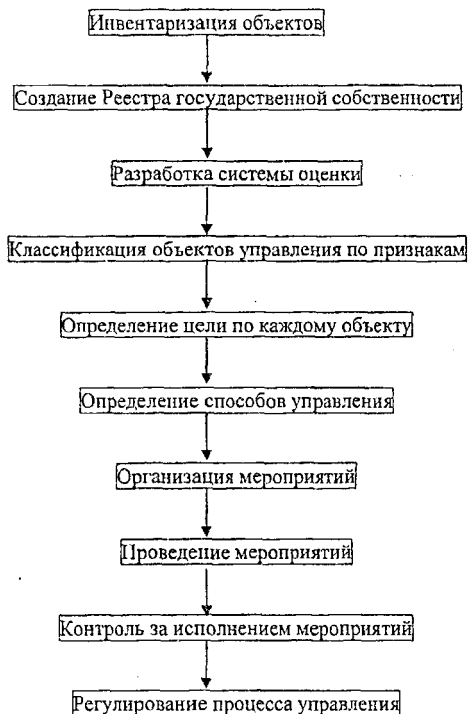 Инвентаризация объектов
Создание Реестра государственной собственности
Разработка системы оценки
Классификация объектов управления по признакам
Определение цели по каждому объекту
Определение способов управления
Организация мероприятий
Проведение мероприятий
Контроль за исполнением мероприятий
Регулирование процесса управления